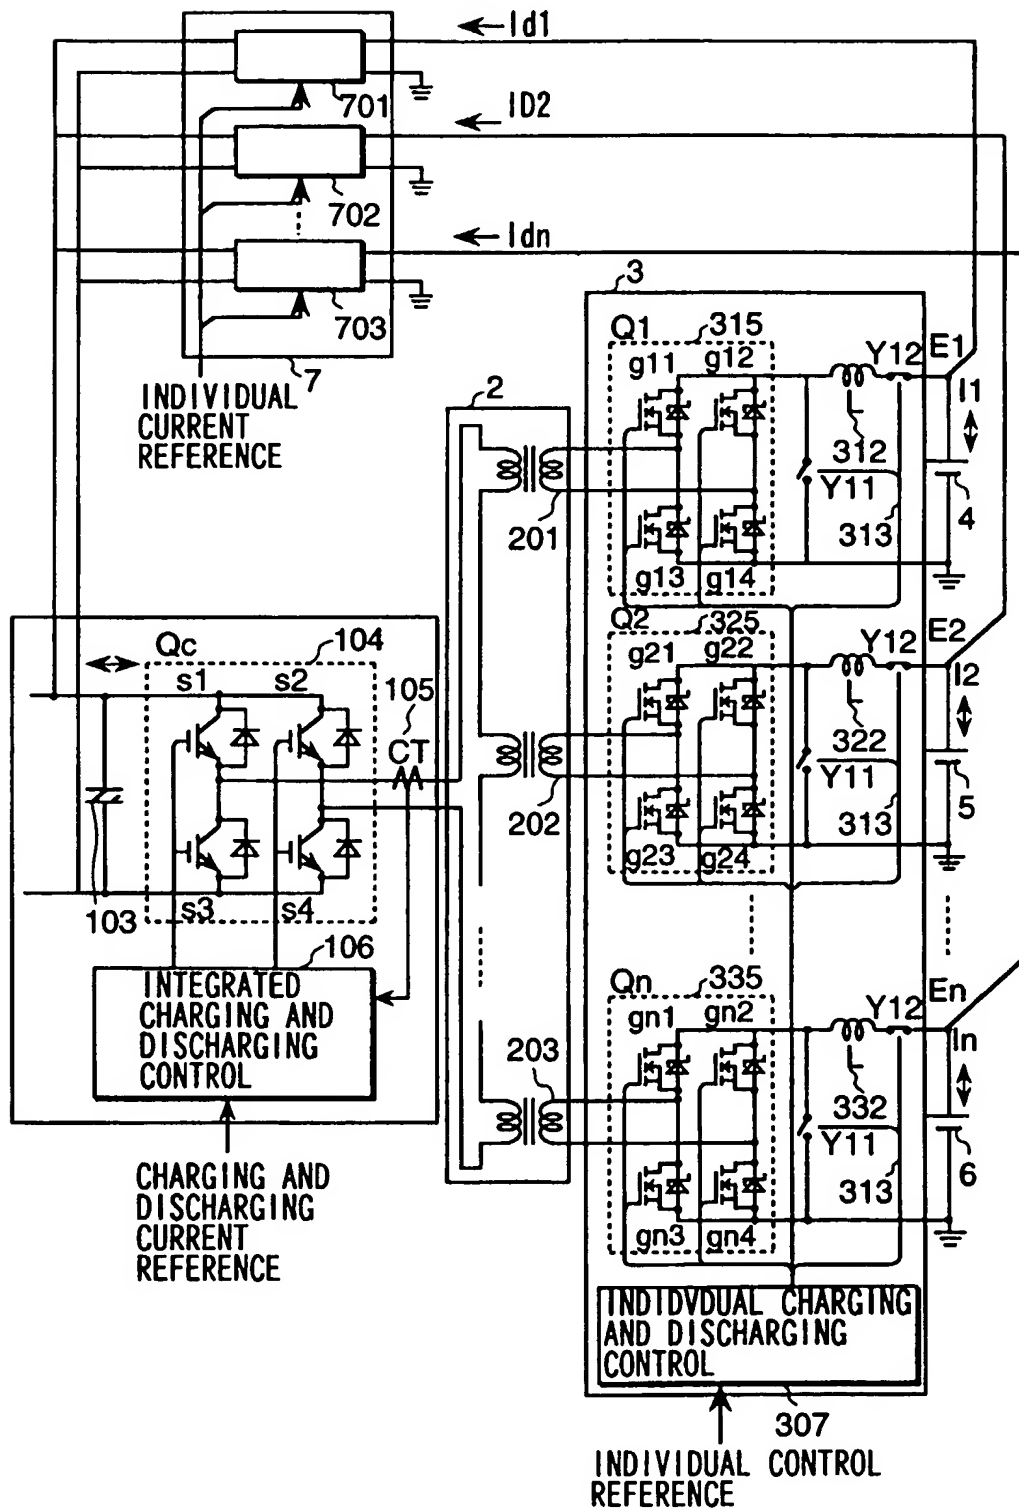 Id1
701
ID2
702
Idn
703
7
INDIVIDUAL
CURRENT
REFERENCE
3
Q1
315
g11
g12
Y12
E1
I1
312
Y11
313
4
g13
g14
2
201
Q2
325
g21
g22
Y12
E2
I2
322
Y11
313
5
g23
g24
202
Qc
104
s1
s2
105
CT
103
s3
s4
106
INTEGRATED
CHARGING AND
DISCHARGING
CONTROL
CHARGING AND
DISCHARGING
CURRENT
REFERENCE
203
Qn
335
gn1
gn2
Y12
En
In
332
Y11
313
6
gn3
gn4
INDIDVDUAL CHARGING
AND DISCHARGING
CONTROL
307
INDIVIDUAL CONTROL
REFERENCE